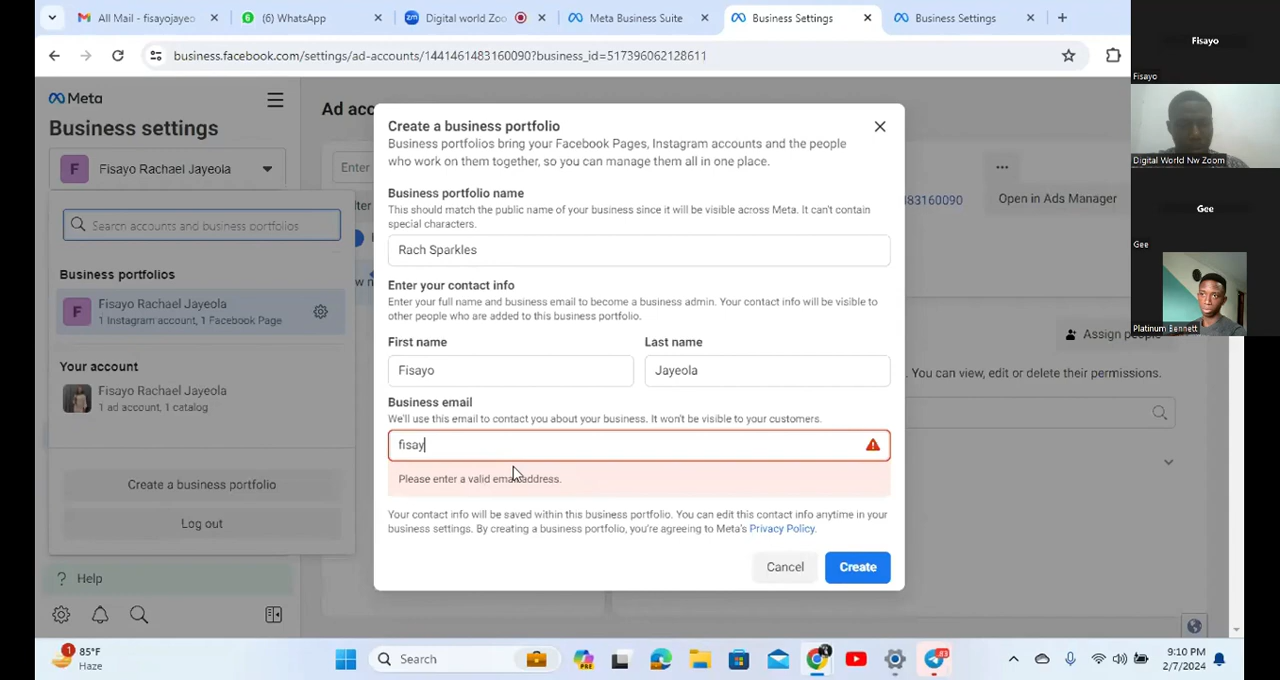 All Mail - fisayojayeo
(6) WhatsApp
Digital world Zoo
Meta Business Suite
Business Settings
Business Settings
business.facebook.com/settings/ad-accounts/1441461483160090?business_id=517396062128611
Fisayo
Fisayo
Digital World Nw Zoom
Gee
Gee
Platinum Bennett
Meta
Business settings
F
Fisayo Rachael Jayeola
Search accounts and business portfolios
Business portfolios
F
Fisayo Rachael Jayeola
1 Instagram account, 1 Facebook Page
Your account
Fisayo Rachael Jayeola
1 ad account, 1 catalog
Create a business portfolio
Log out
Help
Ad acc
Enter
83160090
Open in Ads Manager
Assign people
. You can view, edit or delete their permissions.
Create a business portfolio
Business portfolios bring your Facebook Pages, Instagram accounts and the people
who work on them together, so you can manage them all in one place.
Business portfolio name
This should match the public name of your business since it will be visible across Meta. It can't contain
special characters.
Rach Sparkles
Enter your contact info
Enter your full name and business email to become a business admin. Your contact info will be visible to
other people who are added to this business portfolio.
First name
Last name
Fisayo
Jayeola
Business email
We'll use this email to contact you about your business. It won't be visible to your customers.
fisay
Please enter a valid email address.
Your contact info will be saved within this business portfolio. You can edit this contact info anytime in your
business settings. By creating a business portfolio, you're agreeing to Meta's Privacy Policy.
Cancel
Create
1
85°F
Haze
Search
PRE
83
9:10 PM
2/7/2024